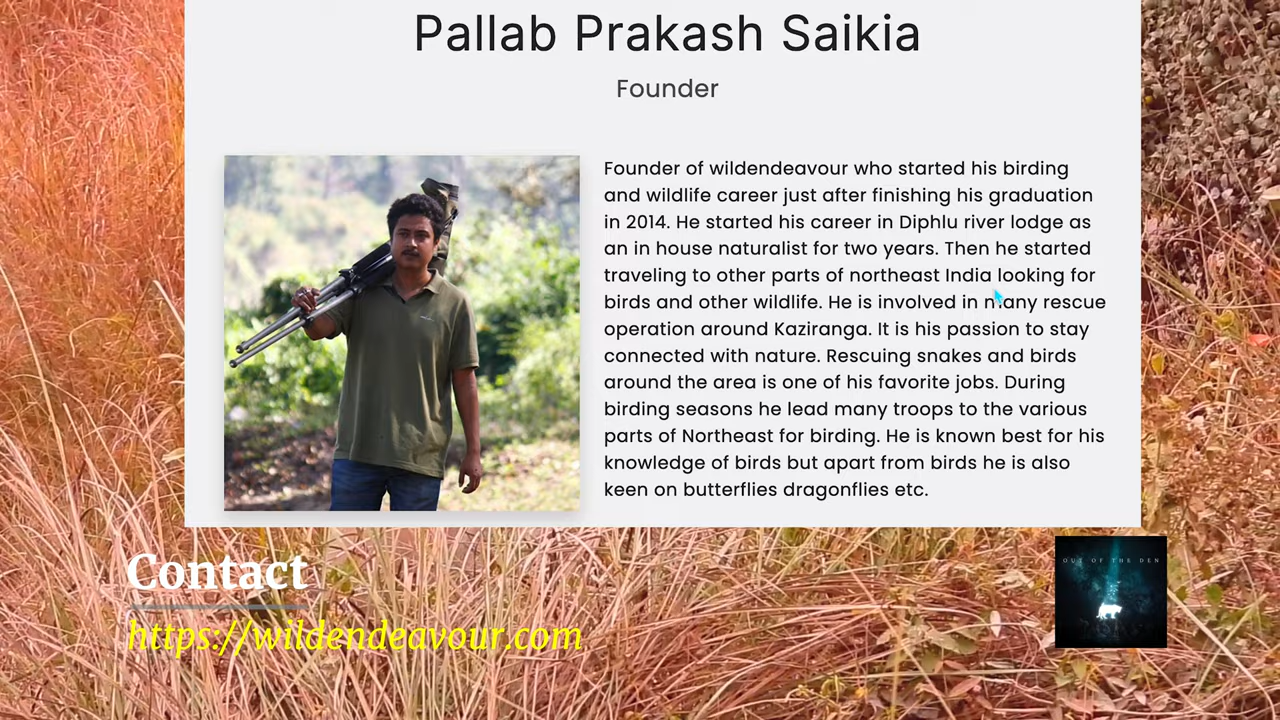 Pallab Prakash Saikia
Founder
Founder of wildendeavour who started his birding
and wildlife career just after finishing his graduation
in 2014. He started his career in Diphlu river lodge as
an in house naturalist for two years. Then he started
traveling to other parts of northeast India looking for
birds and other wildlife. He is involved in many rescue
operation around Kaziranga. It is his passion to stay
connected with nature. Rescuing snakes and birds
around the area is one of his favorite jobs. During
birding seasons he lead many troops to the various
parts of Northeast for birding. He is known best for his
knowledge of birds but apart from birds he is also
keen on butterflies dragonflies etc.
Contact
https://wildendeavour.com
OUT OF THE DEN